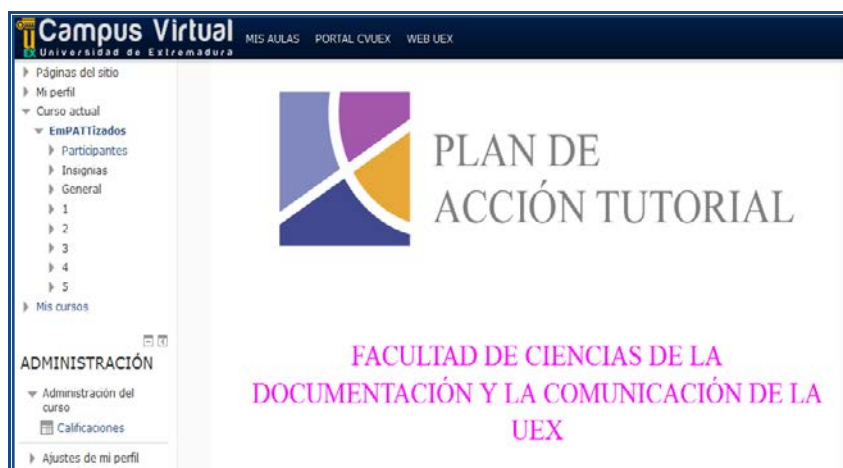 Campus Virtual
Universidad de Extremadura
MIS AULAS PORTAL CVUEX WEB UEX
Páginas del sitio
Mi perfil
Curso actual
EmPATTizados
Participantes
Insignias
General
1
2
3
4
5
Mis cursos
ADMINISTRACIÓN
Administración del
curso
Calificaciones
Ajustes de mi perfil
PLAN DE
ACCIÓN TUTORIAL
FACULTAD DE CIENCIAS DE LA
DOCUMENTACIÓN Y LA COMUNICACIÓN DE LA
UEX